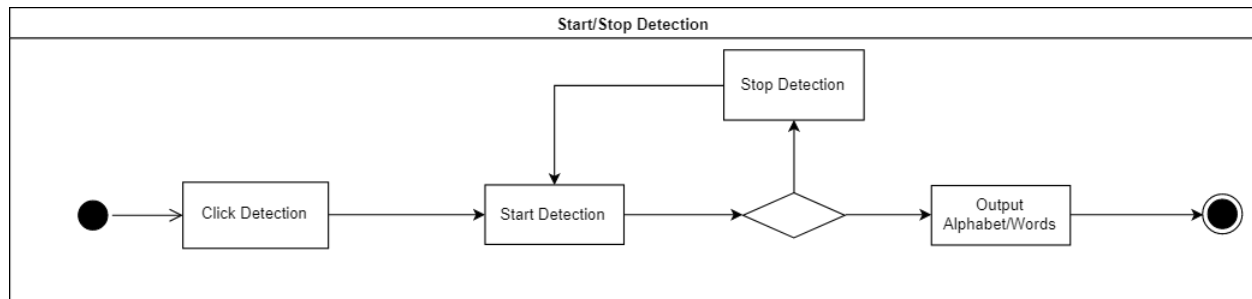 Start/Stop Detection
Stop Detection
Click Detection
Start Detection
Output
Alphabet/Words